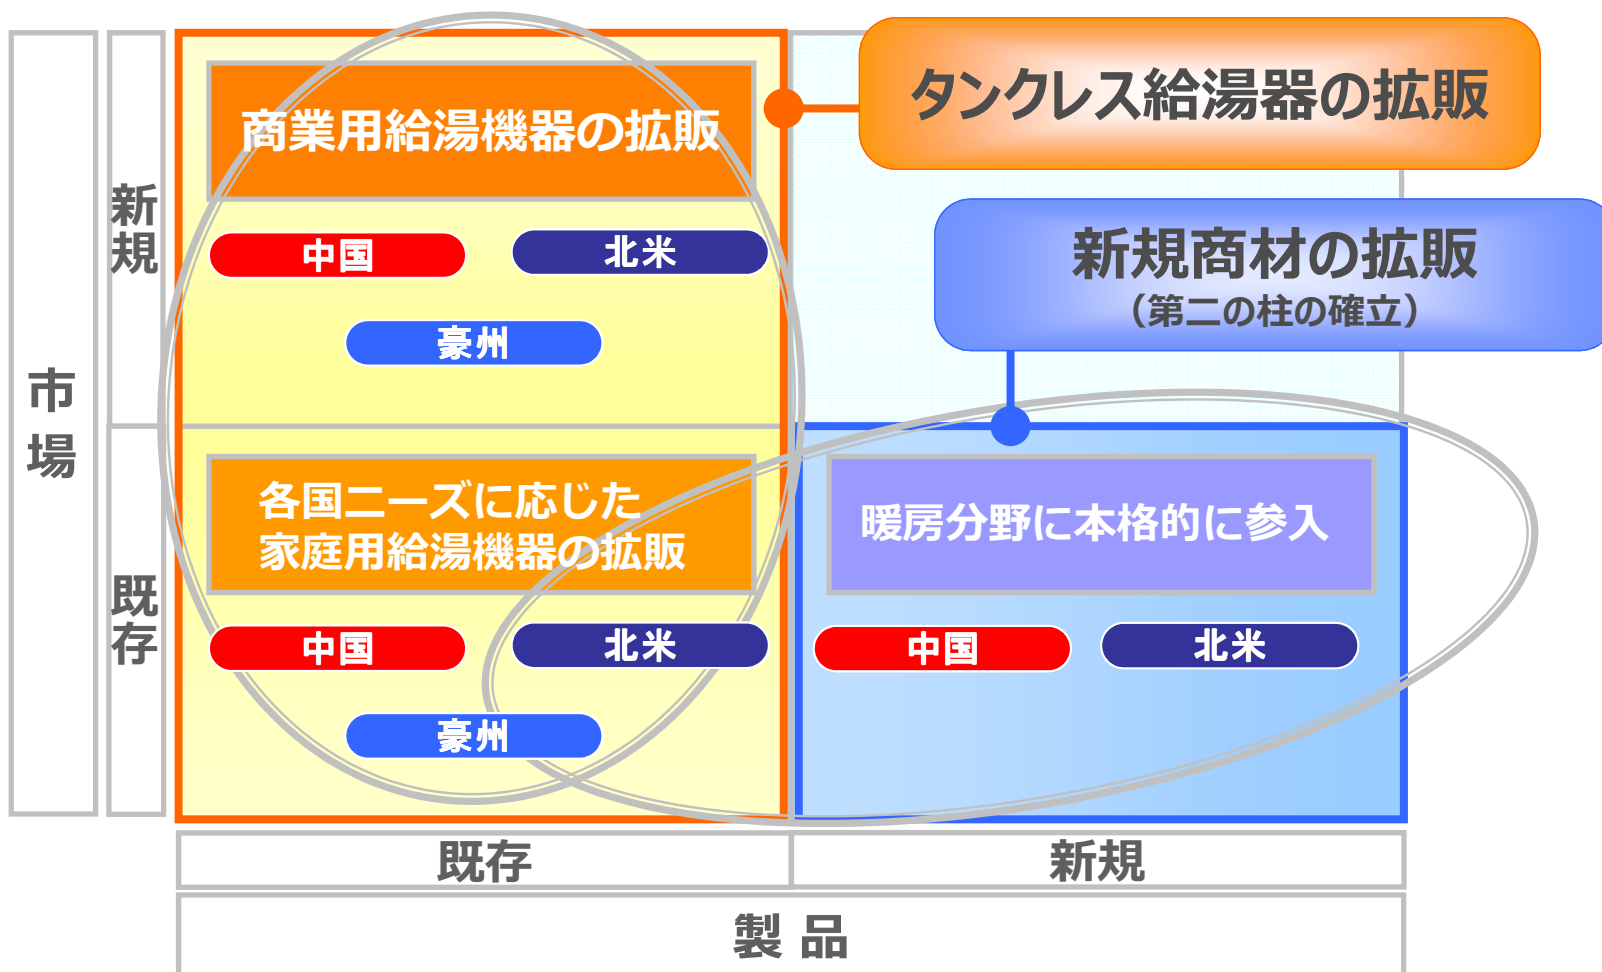 タンクレス給湯器の拡販
商業用給湯機器の拡販
新規
中国
北米
新規商材の拡販
（第二の柱の確立）
豪州
市場
各国ニーズに応じた
家庭用給湯機器の拡販
暖房分野に本格的に参入
既存
中国
北米
中国
北米
豪州
既存
新規
製品